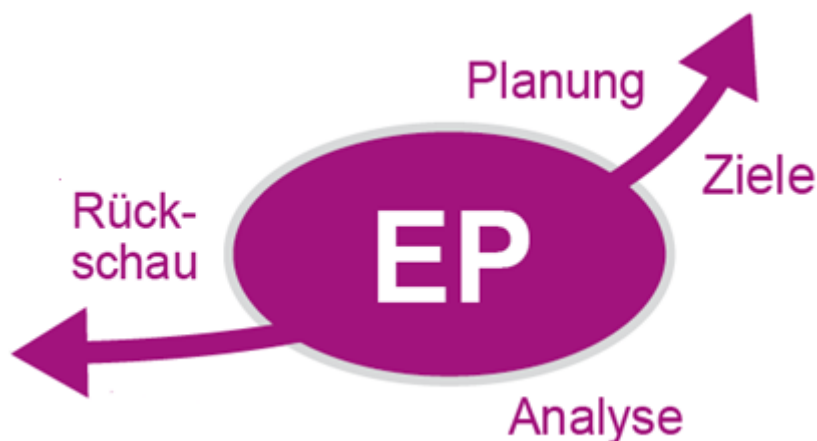 Planung
Ziele
Rück-
schau
EP
Analyse